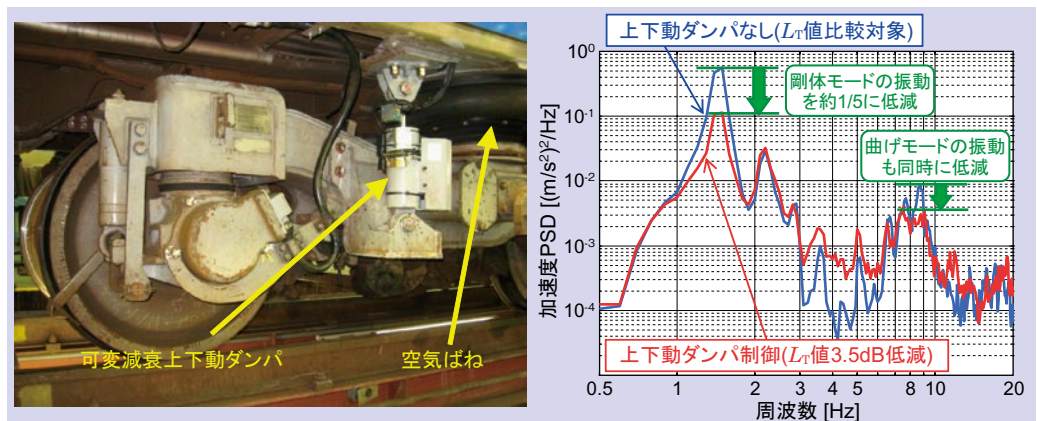 可変減衰上下動ダンパ
空気ばね
上下動ダンパなし(LT値比較対象)
剛体モードの振動
を約1/5に低減
曲げモードの振動
も同時に低減
上下動ダンパ制御(LT値3.5dB低減)
加速度PSD [(m/s²)²/Hz]
10⁰
10⁻¹
10⁻²
10⁻³
10⁻⁴
0.5 1 2 3 4 5 6 8 10 20
周波数 [Hz]